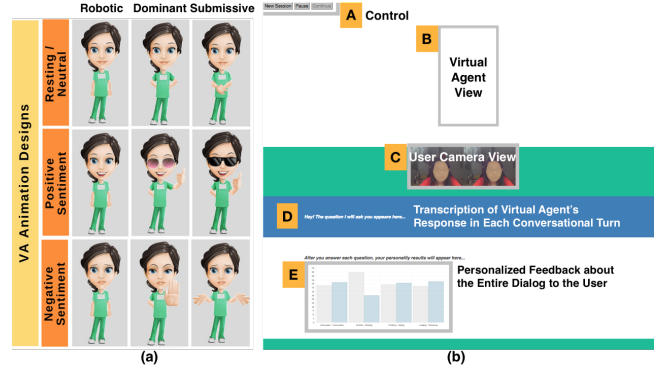 Robotic Dominant Submissive
VA Animation Designs
Resting /
Neutral
Positive
Sentiment
Negative
Sentiment
(a)
New Session Pause Continue
A Control
B
Virtual
Agent
View
C User Camera View
D Hey! The question I will ask you appears here... Transcription of Virtual Agent's
Response in Each Conversational Turn
After you answer each question, your personality results will appear here...
E Personalized Feedback about
the Entire Dialog to the User
(b)